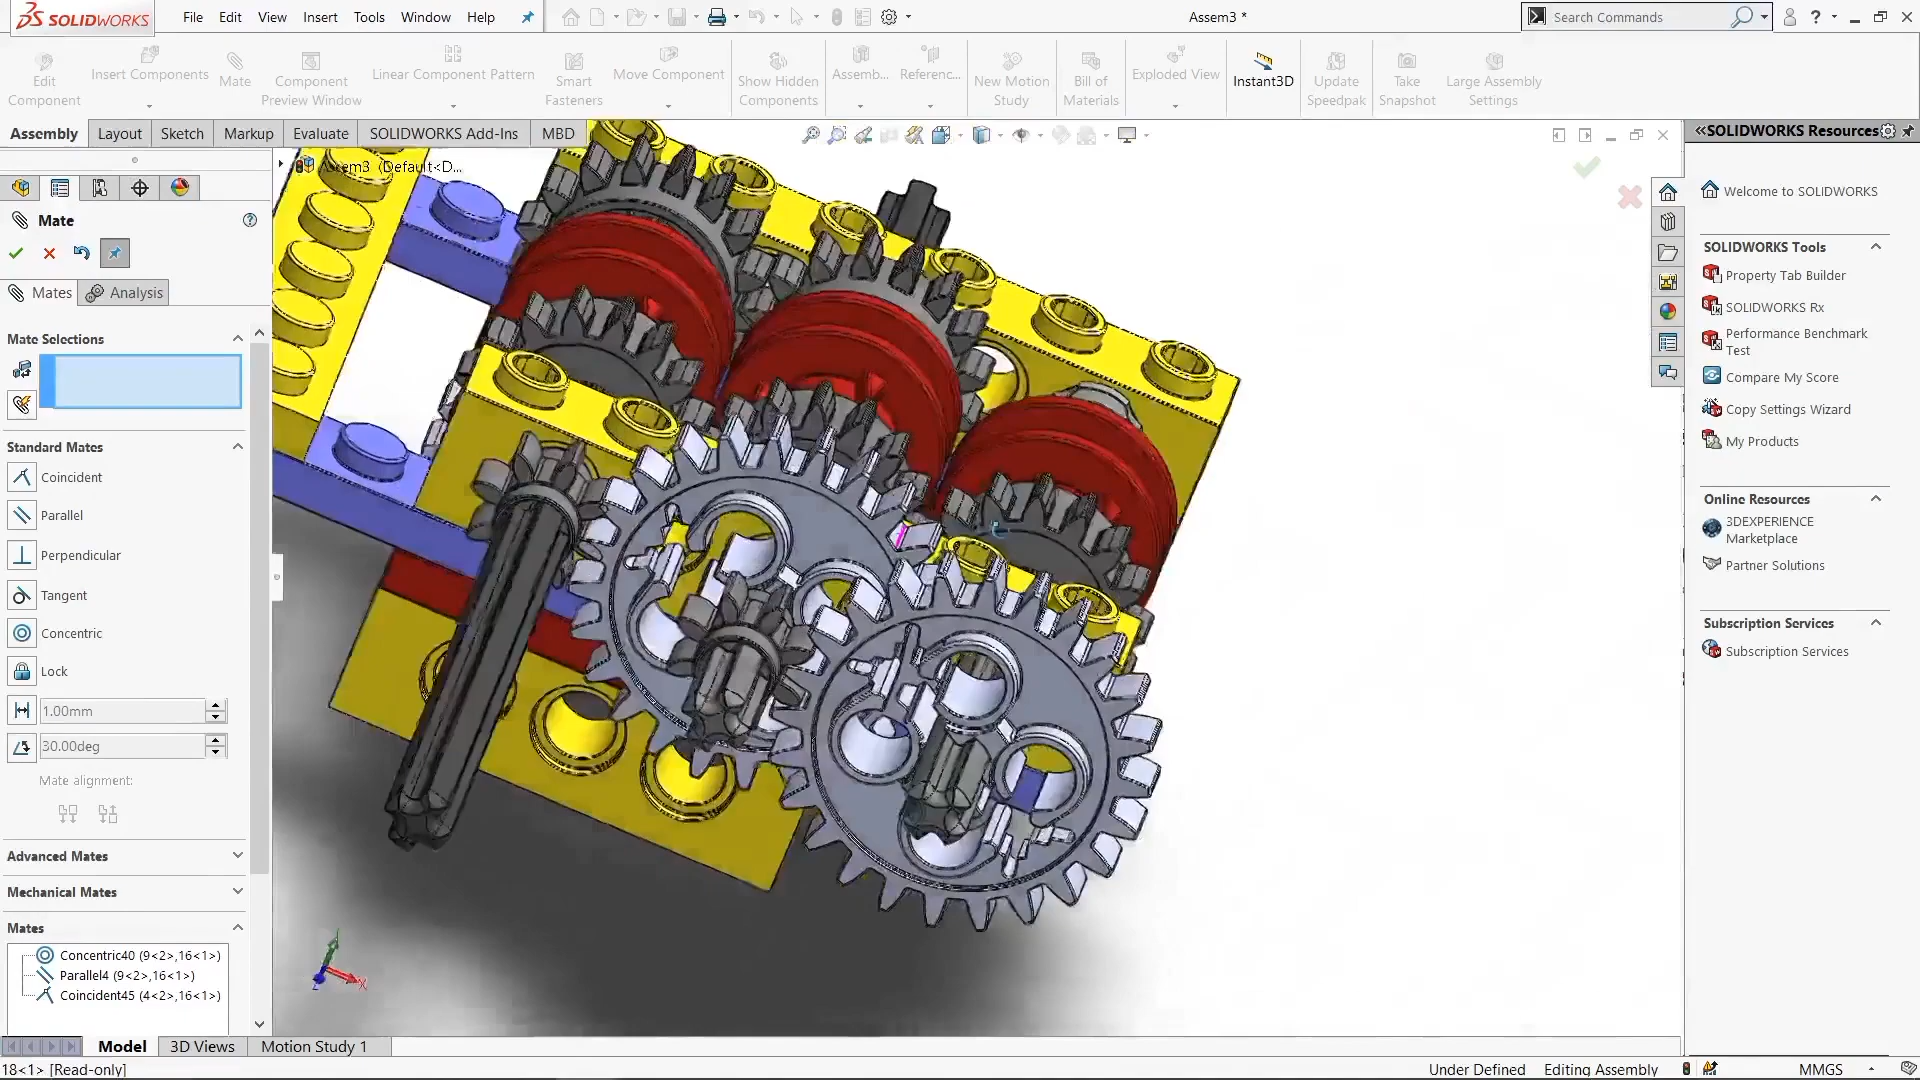 SOLIDWORKS
File Edit View Insert Tools Window Help
Assem3 *
Search Commands
Edit Component
Insert Components
Mate
Component Preview Window
Linear Component Pattern
Smart Fasteners
Move Component
Show Hidden Components
Assemb...
Referenc...
New Motion Study
Bill of Materials
Exploded View
Instant3D
Update Speedpak
Take Snapshot
Large Assembly Settings
Assembly Layout Sketch Markup Evaluate SOLIDWORKS Add-Ins MBD
SOLIDWORKS Resources
(Default<D...
Mate
Mates Analysis
Mate Selections
Standard Mates
Coincident
Parallel
Perpendicular
Tangent
Concentric
Lock
1.00mm
30.00deg
Mate alignment:
Advanced Mates
Mechanical Mates
Mates
Concentric40 (9<2>,16<1>)
Parallel4 (9<2>,16<1>)
Coincident45 (4<2>,16<1>)
Welcome to SOLIDWORKS
SOLIDWORKS Tools
Property Tab Builder
SOLIDWORKS Rx
Performance Benchmark
Test
Compare My Score
Copy Settings Wizard
My Products
Online Resources
3DEXPERIENCE
Marketplace
Partner Solutions
Subscription Services
Subscription Services
X
Model 3D Views Motion Study 1
18<1> [Read-only]
Under Defined Editing Assembly MMGS